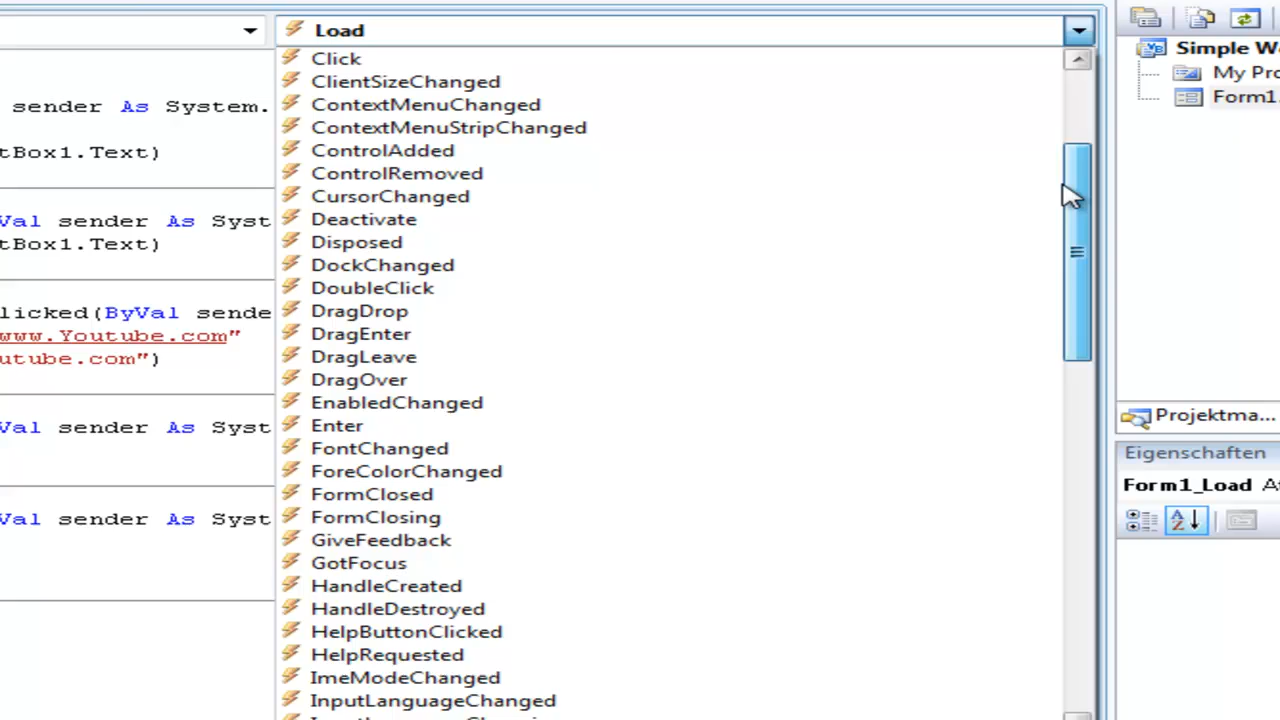 Load
Click
ClientSizeChanged
ContextMenuChanged
ContextMenuStripChanged
ControlAdded
ControlRemoved
CursorChanged
Deactivate
Disposed
DockChanged
DoubleClick
DragDrop
DragEnter
DragLeave
DragOver
EnabledChanged
Enter
FontChanged
ForeColorChanged
FormClosed
FormClosing
GiveFeedback
GotFocus
HandleCreated
HandleDestroyed
HelpButtonClicked
HelpRequested
ImeModeChanged
InputLanguageChanged
sender As System.
tBox1.Text)
Val sender As Syst
tBox1.Text)
licked(ByVal sende
www.Youtube.com"
utube.com")
Val sender As Syst
Val sender As Syst
Simple W
My Pro
Form1.
Projektma...
Eigenschaften
Form1_Load